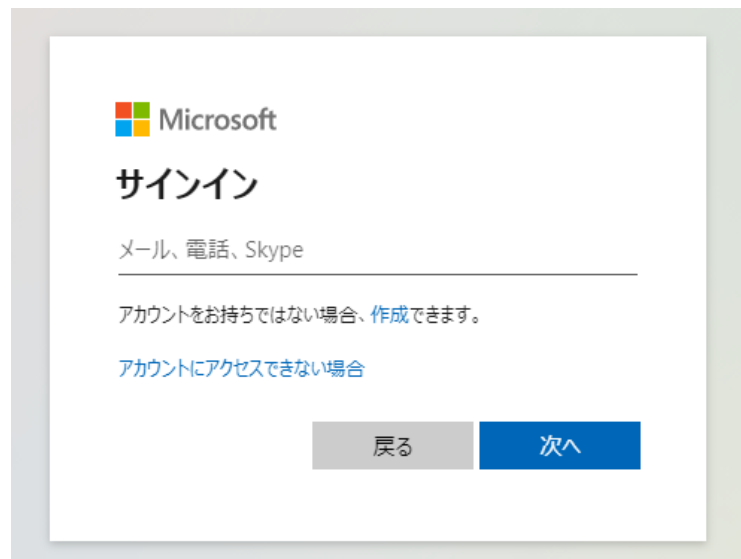 Microsoft
サインイン
メール、電話、Skype
アカウントをお持ちではない場合、作成できます。
アカウントにアクセスできない場合
戻る 次へ